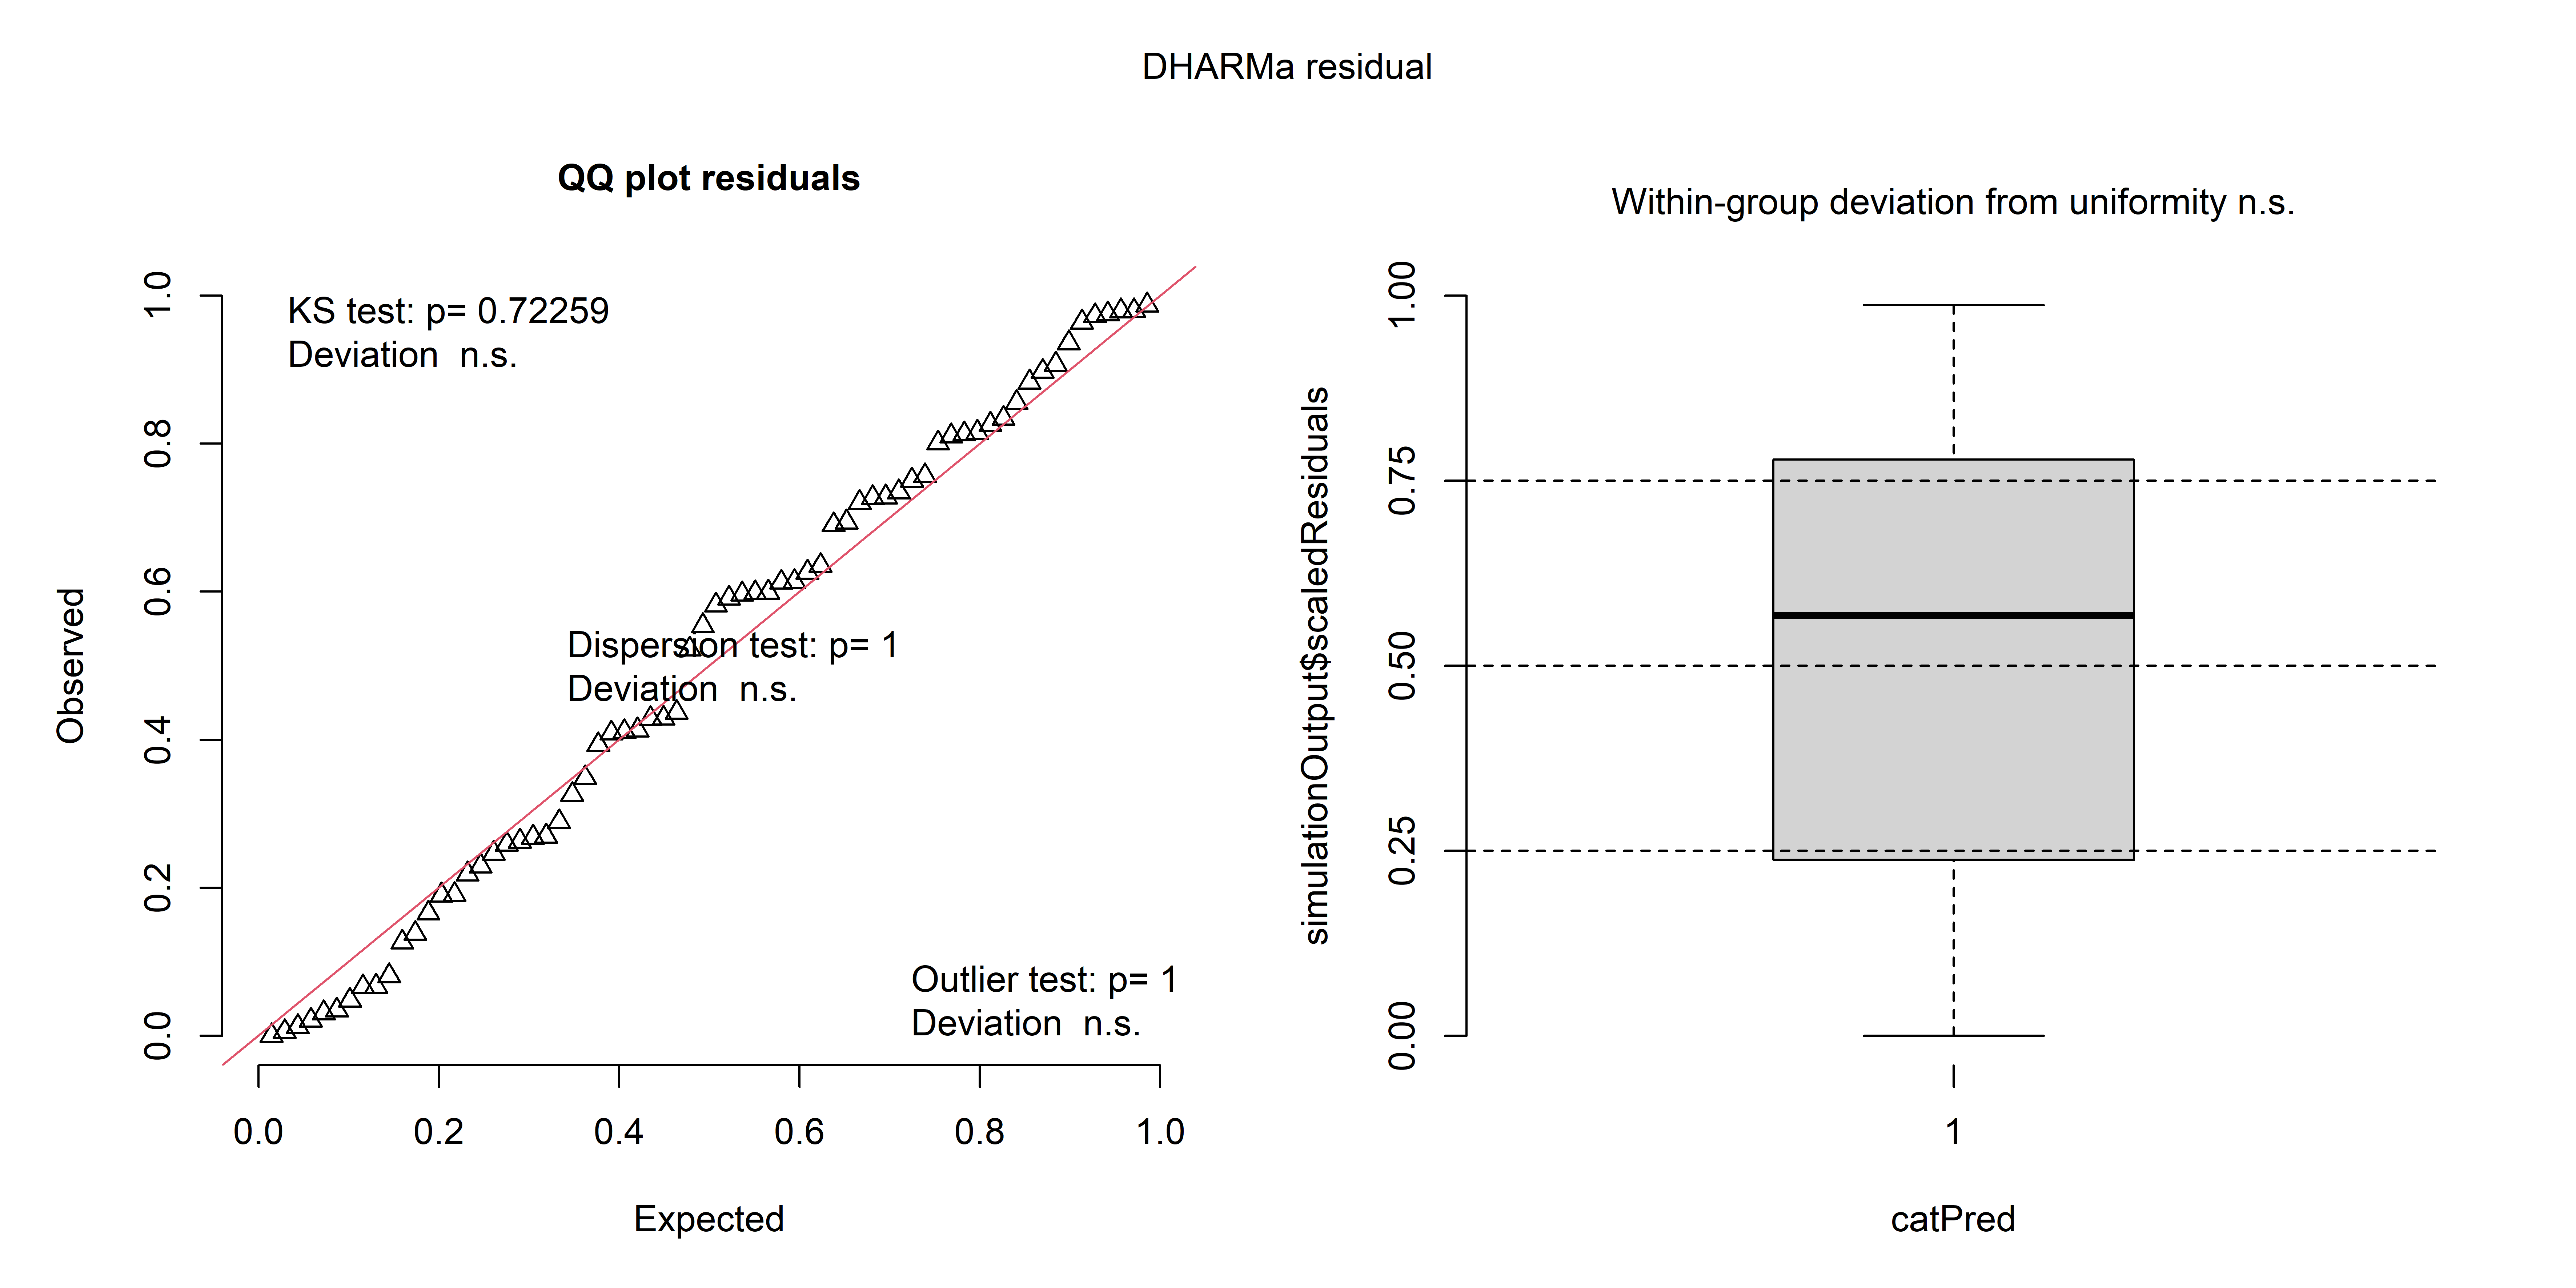 DHARMa residual
QQ plot residuals
KS test: p= 0.72259
Deviation  n.s.
Dispersion test: p= 1
Deviation  n.s.
Outlier test: p= 1
Deviation  n.s.
Observed
1.0
0.8
0.6
0.4
0.2
0.0
0.0 0.2 0.4 0.6 0.8 1.0
Expected
Within-group deviation from uniformity n.s.
simulationOutput$scaledResiduals
1.00
0.75
0.50
0.25
0.00
1
catPred